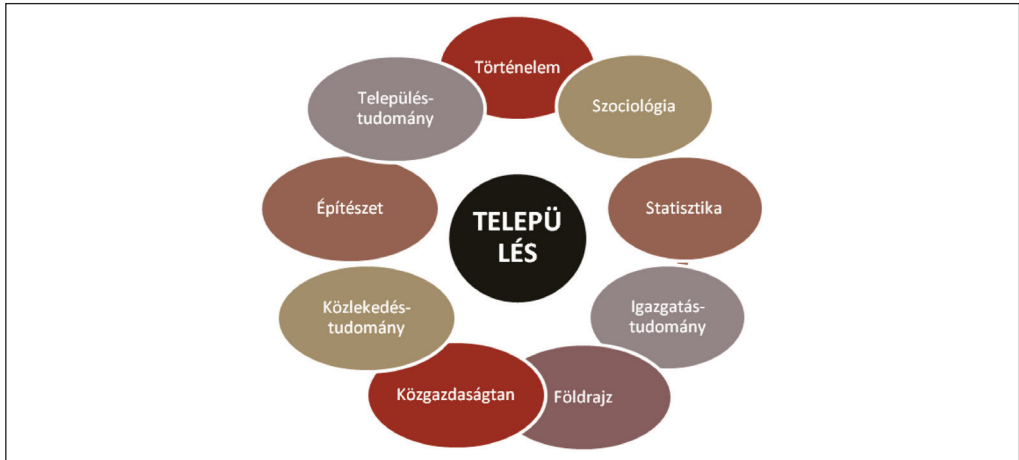 Történelem
Szociológia
Statisztika
Igazgatás-
tudomány
Földrajz
Közgazdaságtan
Közlekedés-
tudomány
Építészet
Település-
tudomány
TELEPÜ
LÉS